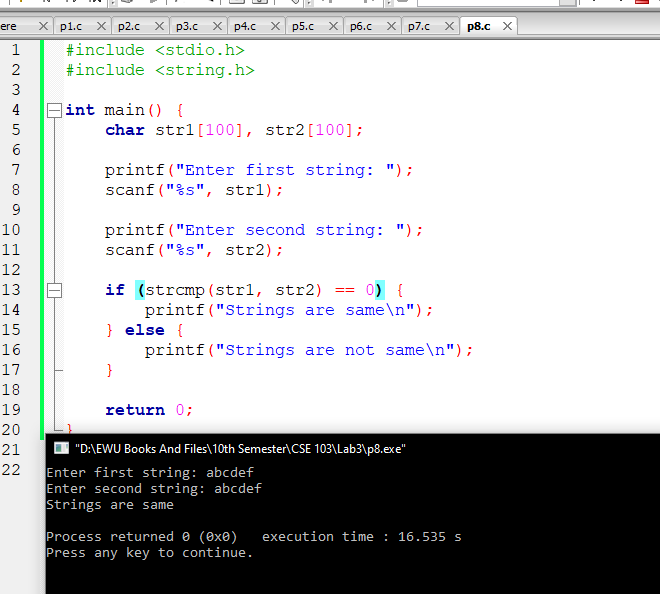 ere p1.c p2.c p3.c p4.c p5.c p6.c p7.c p8.c
1 #include <stdio.h>
2 #include <string.h>
3
4 int main() {
5 char str1[100], str2[100];
6
7 printf("Enter first string: ");
8 scanf("%s", str1);
9
10 printf("Enter second string: ");
11 scanf("%s", str2);
12
13 if (strcmp(str1, str2) == 0) {
14 printf("Strings are same\n");
15 } else {
16 printf("Strings are not same\n");
17 }
18
19 return 0;
20 }
21
22
"D:\EWU Books And Files\10th Semester\CSE 103\Lab3\p8.exe"
Enter first string: abcdef
Enter second string: abcdef
Strings are same
Process returned 0 (0x0) execution time : 16.535 s
Press any key to continue.